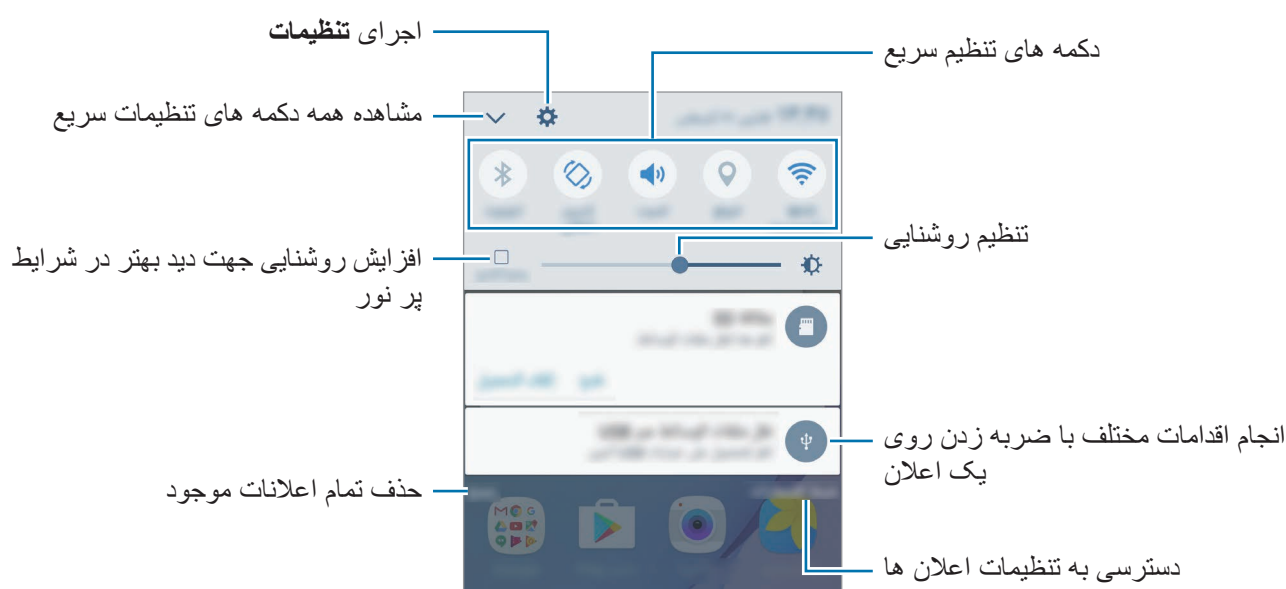 اجرای تنظیمات
دکمه های تنظیم سریع
مشاهده همه دکمه های تنظیمات سریع
تنظیم روشنایی
افزایش روشنایی جهت دید بهتر در شرایط
پر نور
انجام اقدامات مختلف با ضربه زدن روی
یک اعلان
حذف تمام اعلانات موجود
دسترسی به تنظیمات اعلان ها